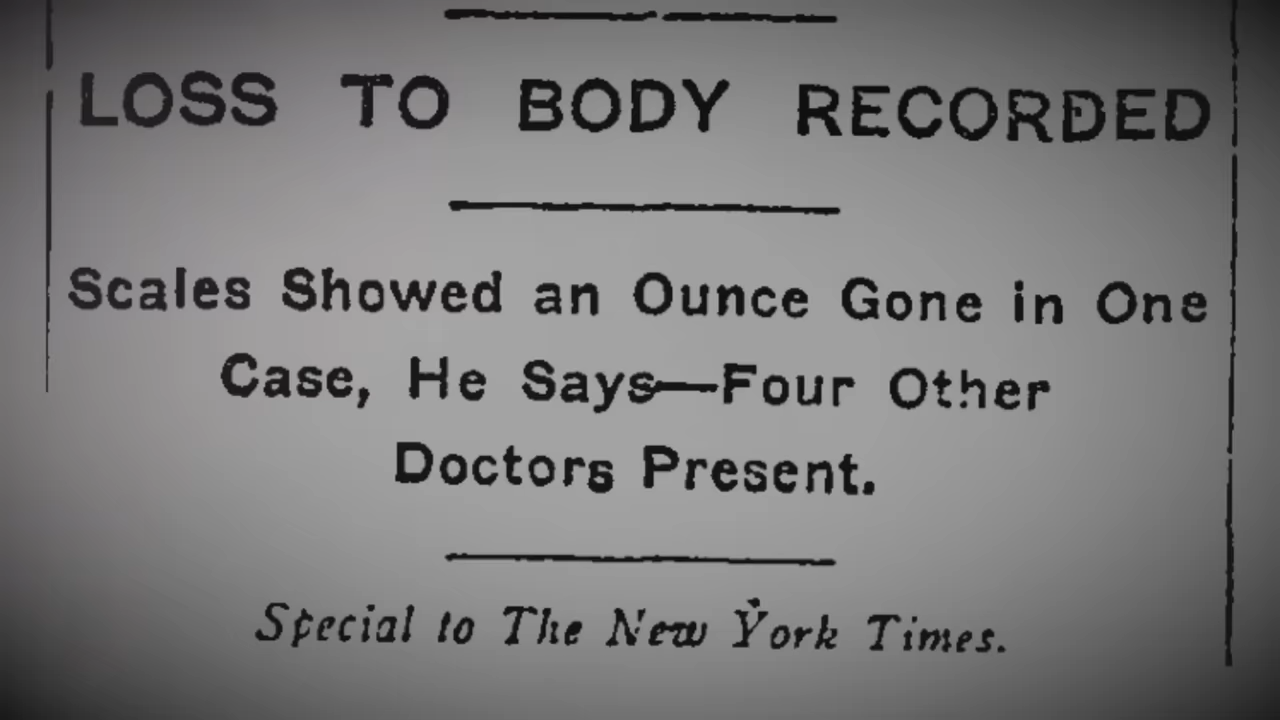 LOSS TO BODY RECORDED
Scales Showed an Ounce Gone in One
Case, He Says—Four Other
Doctors Present.
Special to The New York Times.